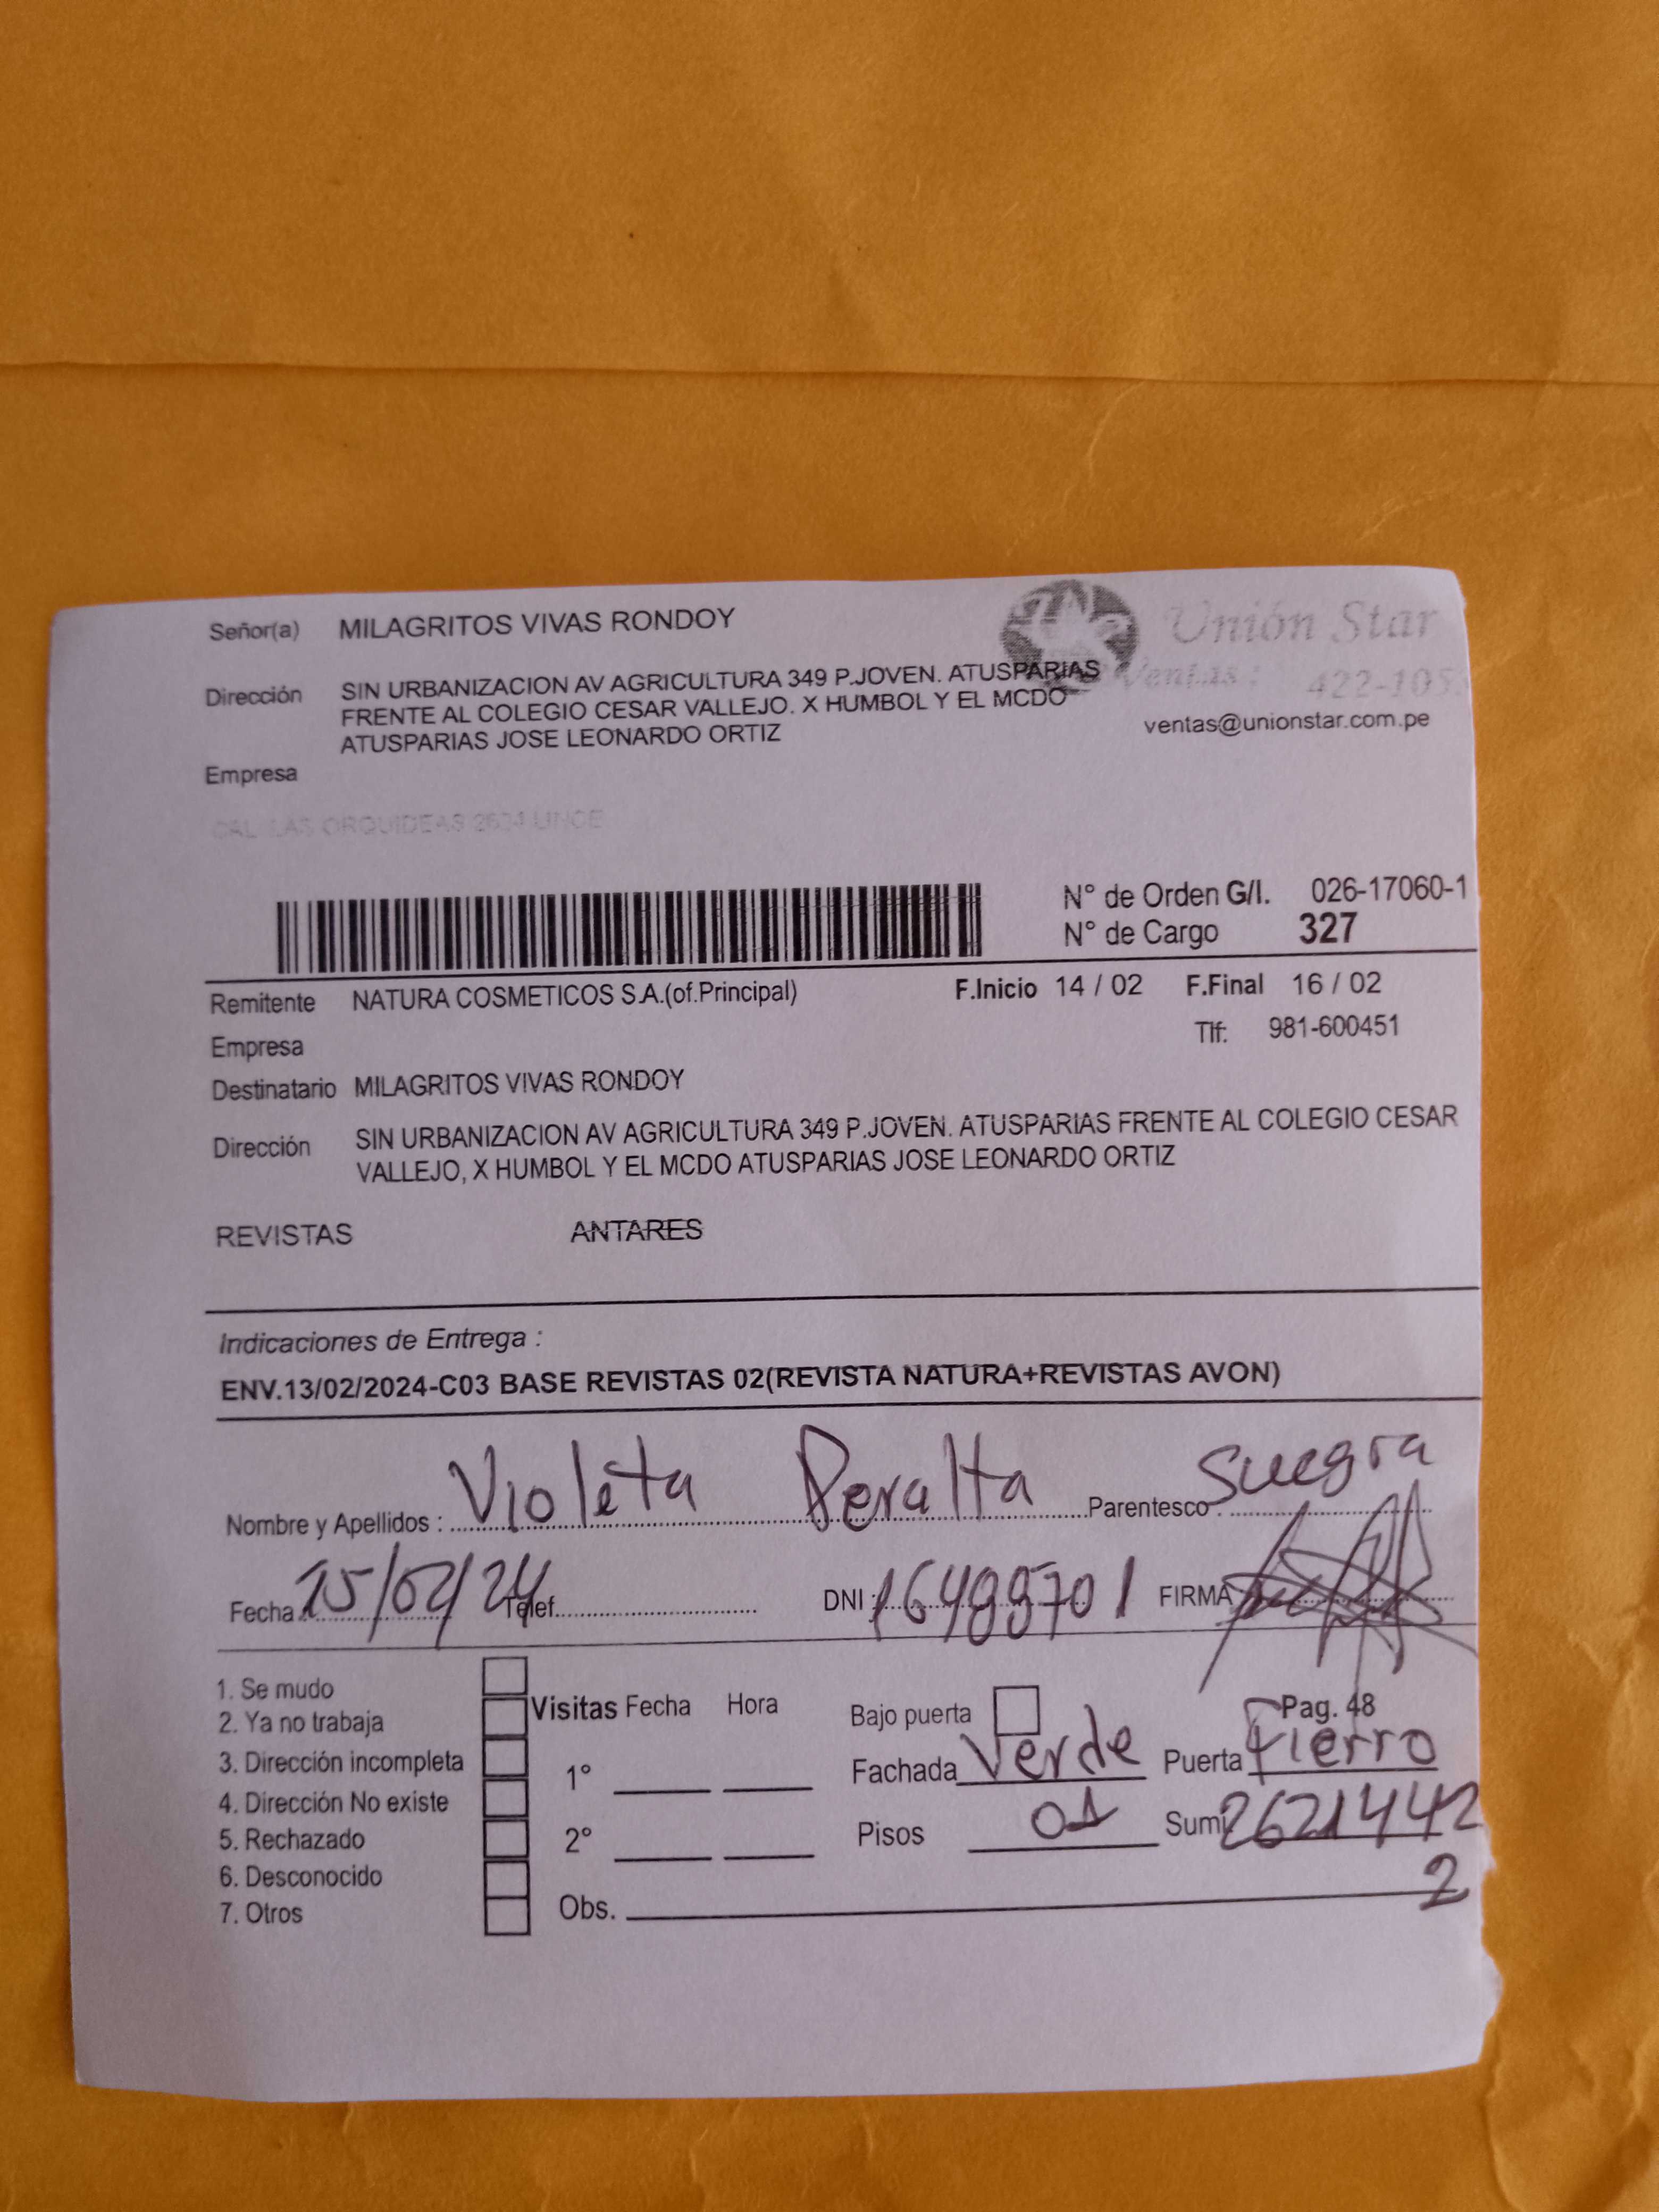 Señor(a) MILAGRITOS VIVAS RONDOY
Unión Star
Dirección SIN URBANIZACION AV AGRICULTURA 349 P.JOVEN. ATUSPARIAS
FRENTE AL COLEGIO CESAR VALLEJO. X HUMBOL Y EL MCDO
ATUSPARIAS JOSE LEONARDO ORTIZ
Ventas: 422-105
ventas@unionstar.com.pe
Empresa
CAL LAS ORQUIDEAS
N° de Orden G/I. 026-17060-1
N° de Cargo 327
Remitente NATURA COSMETICOS S.A.(of.Principal) F.Inicio 14 / 02 F.Final 16 / 02
Empresa Tlf: 981-600451
Destinatario MILAGRITOS VIVAS RONDOY
Dirección SIN URBANIZACION AV AGRICULTURA 349 P.JOVEN. ATUSPARIAS FRENTE AL COLEGIO CESAR
VALLEJO, X HUMBOL Y EL MCDO ATUSPARIAS JOSE LEONARDO ORTIZ
REVISTAS ANTARES
Indicaciones de Entrega :
ENV.13/02/2024-C03 BASE REVISTAS 02(REVISTA NATURA+REVISTAS AVON)
Nombre y Apellidos : Violeta Peralta Parentesco : Suegra
Fecha 15/02/24 Telef. DNI : FIRMA
1. Se mudo
2. Ya no trabaja
3. Dirección incompleta
4. Dirección No existe
5. Rechazado
6. Desconocido
7. Otros
Visitas Fecha Hora
1°
2°
Obs.
Bajo puerta Pag. 48
Fachada Verde Puerta Fierro
Pisos 01 Sumi 2621442
2